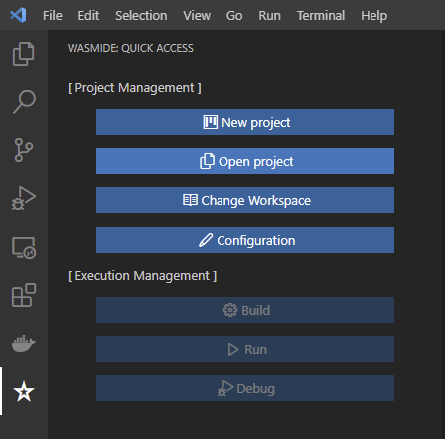 File Edit Selection View Go Run Terminal Help
WASMIDE: QUICK ACCESS
[ Project Management ]
New project
Open project
Change Workspace
Configuration
[ Execution Management ]
Build
Run
Debug